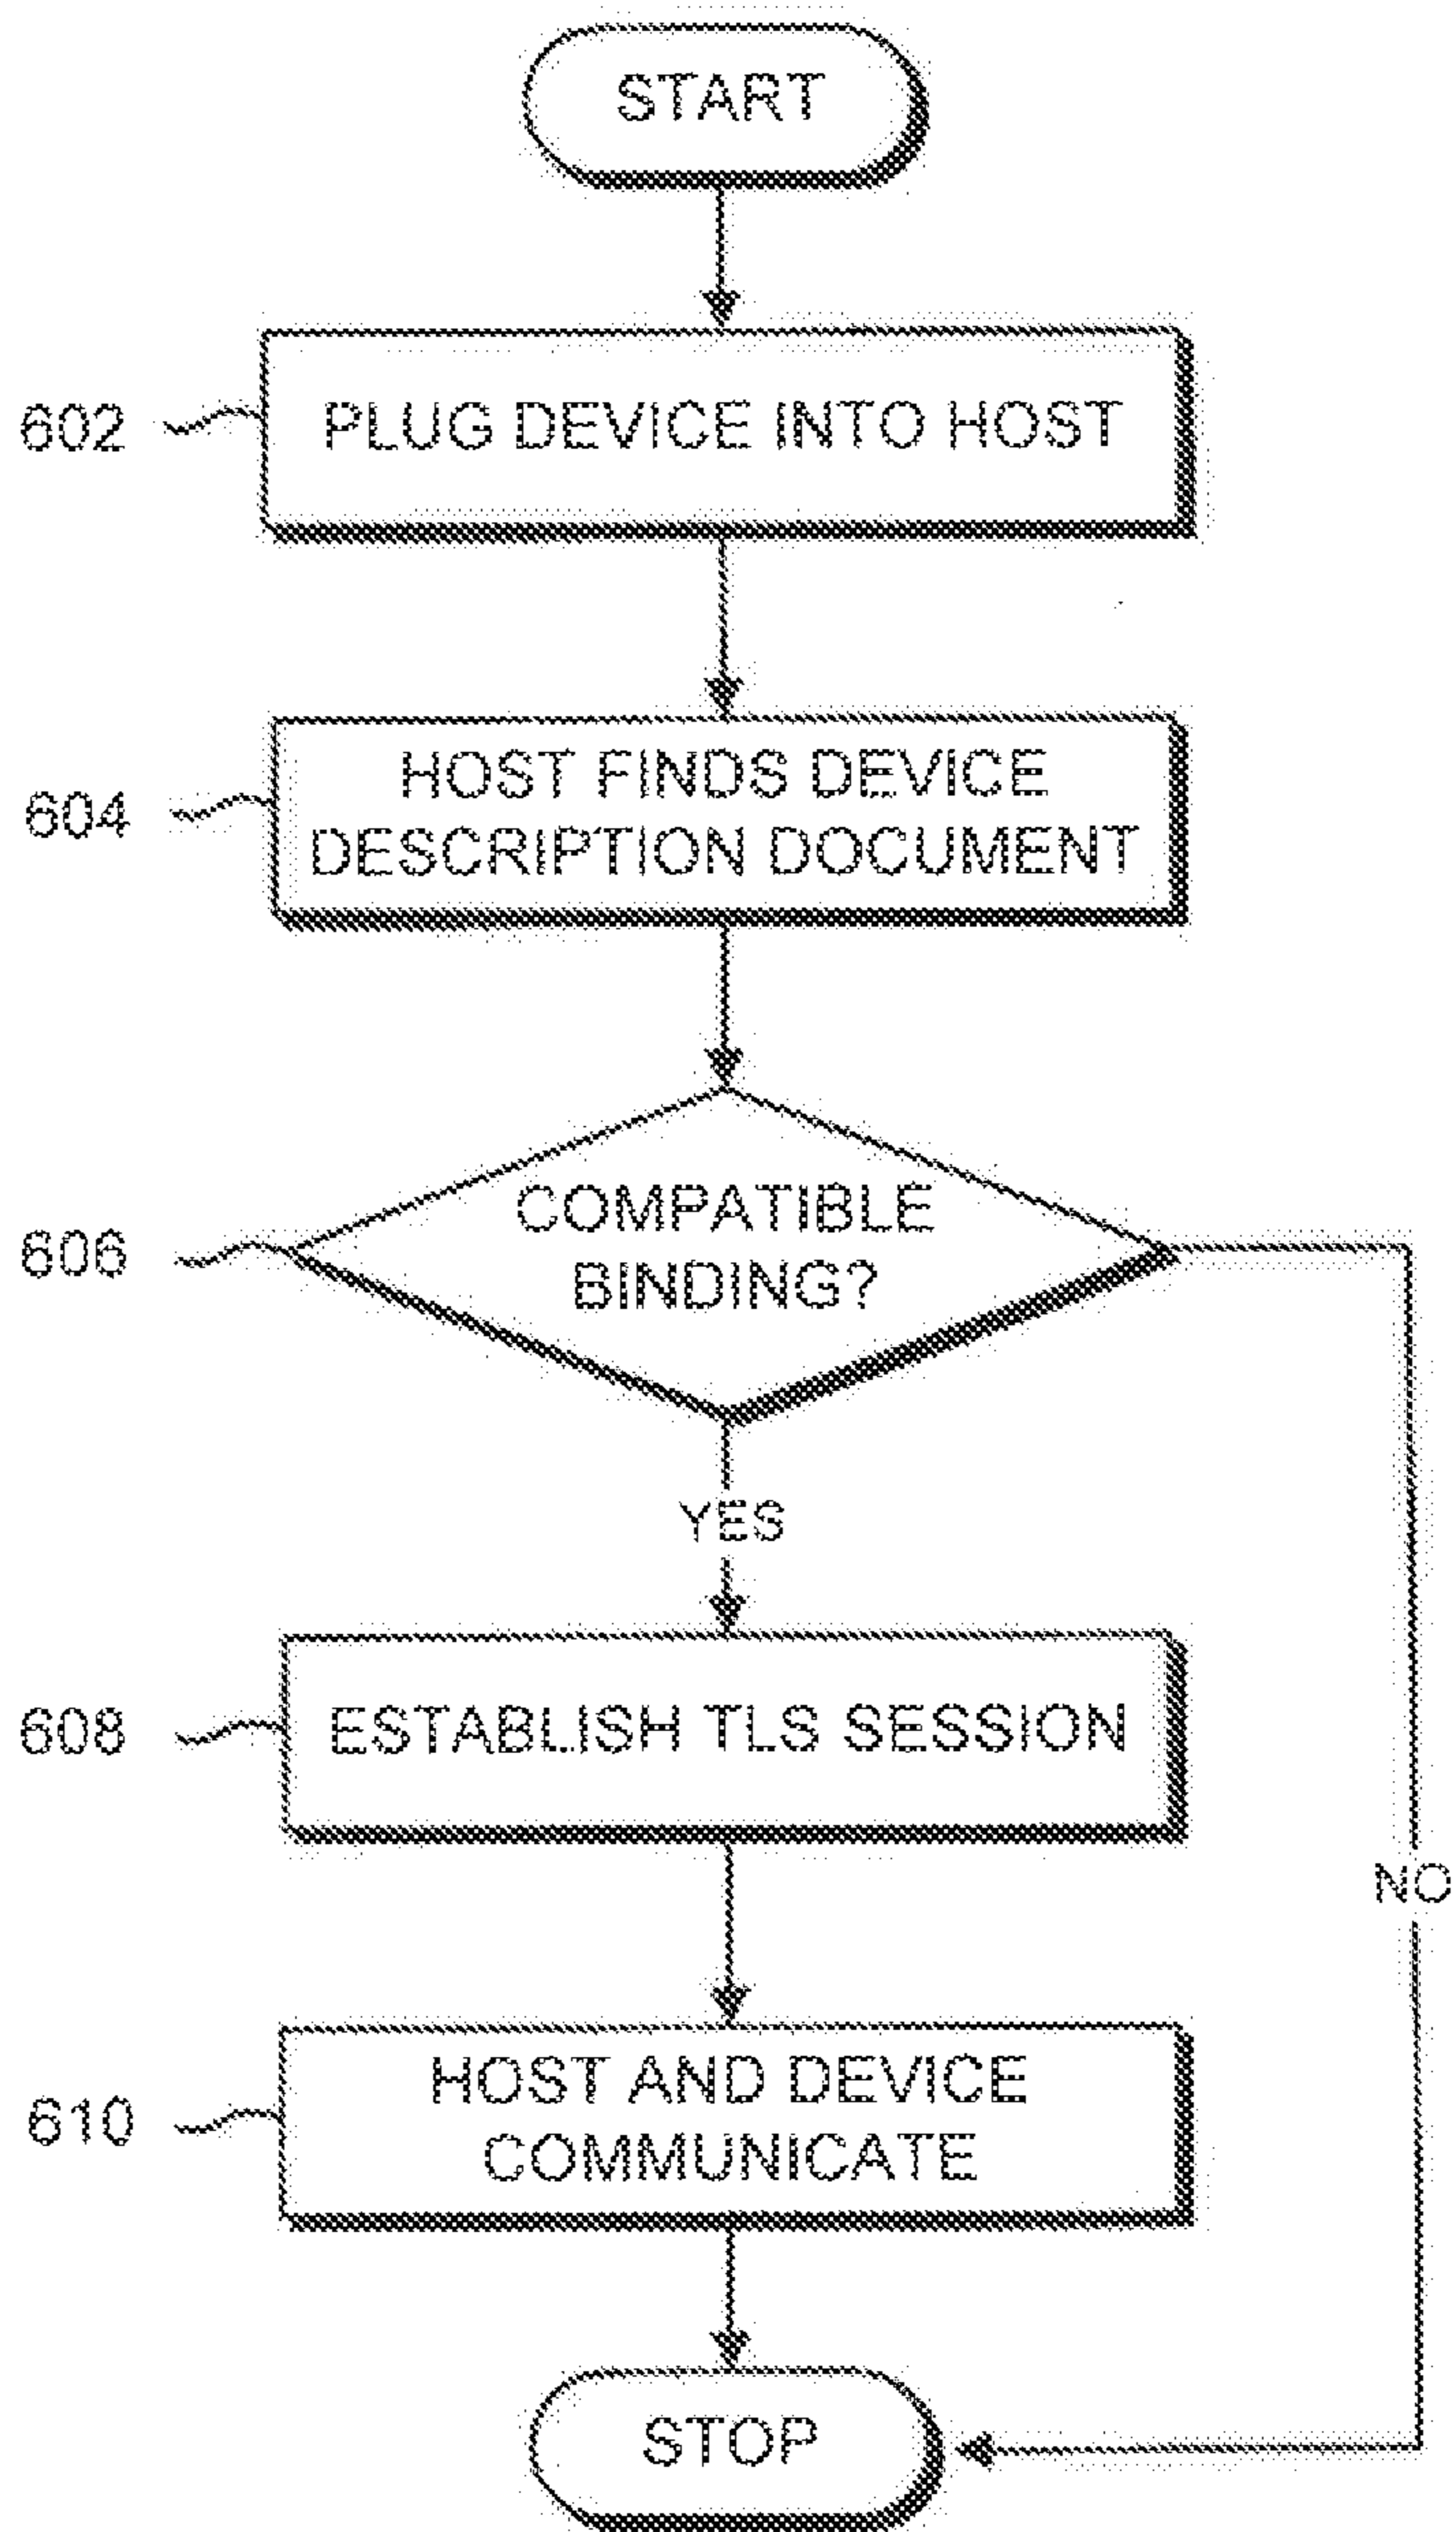 START
602
PLUG DEVICE INTO HOST
604
HOST FINDS DEVICE
DESCRIPTION DOCUMENT
606
COMPATIBLE
BINDING?
YES
608
ESTABLISH TLS SESSION
NO
610
HOST AND DEVICE
COMMUNICATE
STOP